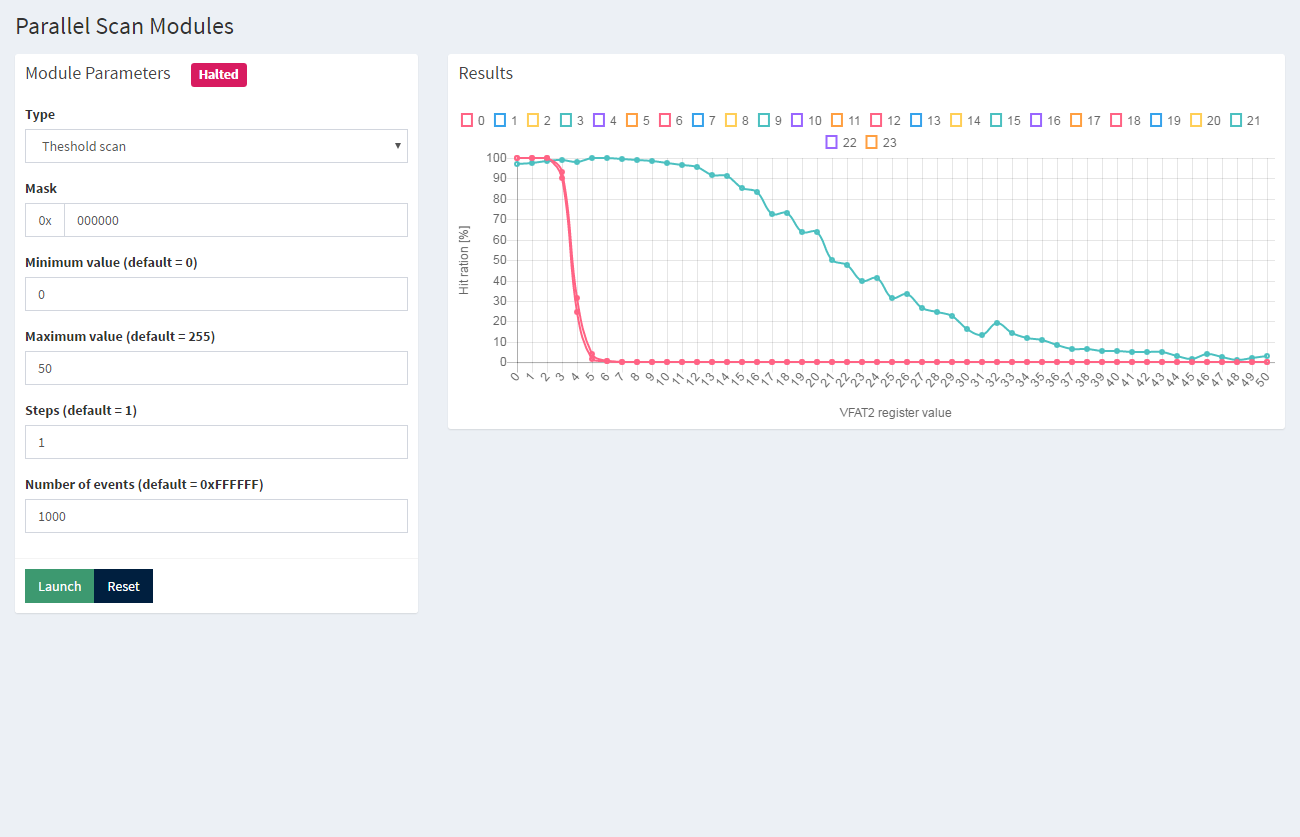 Parallel Scan Modules
Module Parameters Halted
Type
Theshold scan
Mask
0x 000000
Minimum value (default = 0)
0
Maximum value (default = 255)
50
Steps (default = 1)
1
Number of events (default = 0xFFFFFF)
1000
Launch Reset
Results
0 1 2 3 4 5 6 7 8 9 10 11 12 13 14 15 16 17 18 19 20 21
22 23
Hit ration [%]
100
90
80
70
60
50
40
30
20
10
0
0 1 2 3 4 5 6 7 8 9 10 11 12 13 14 15 16 17 18 19 20 21 22 23 24 25 26 27 28 29 30 31 32 33 34 35 36 37 38 39 40 41 42 43 44 45 46 47 48 49 50
VFAT2 register value